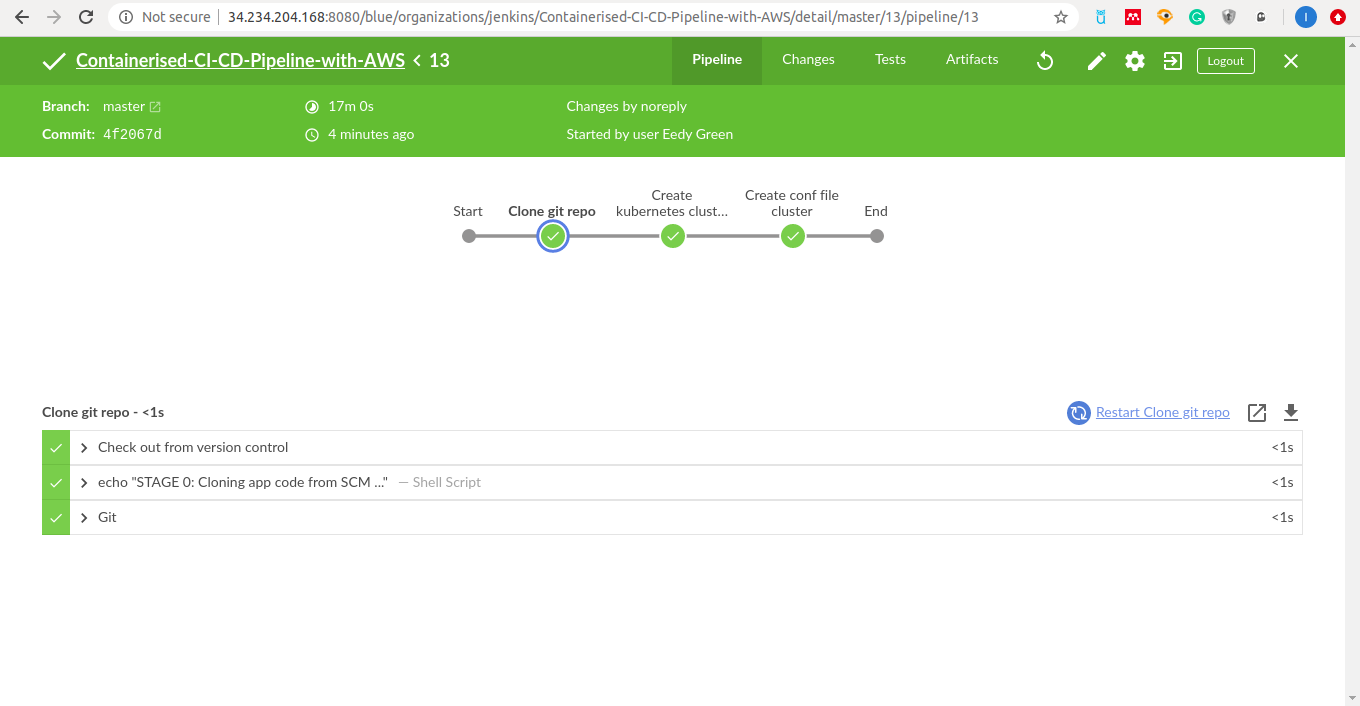 Not secure 34.234.204.168:8080/blue/organizations/jenkins/Containerised-CI-CD-Pipeline-with-AWS/detail/master/13/pipeline/13
Containerised-CI-CD-Pipeline-with-AWS < 13 Pipeline Changes Tests Artifacts Logout
Branch: master 17m 0s Changes by noreply
Commit: 4f2067d 4 minutes ago Started by user Eedy Green
Start Clone git repo Create kubernetes clust... Create conf file cluster End
Clone git repo - <1s Restart Clone git repo
Check out from version control <1s
echo "STAGE 0: Cloning app code from SCM ..." — Shell Script <1s
Git <1s